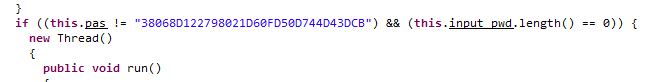 }
if ((this.pas != "38068D122798021D60FD50D744D43DCB") && (this.input_pwd.length() == 0)) {
new Thread()
{
public void run()
{